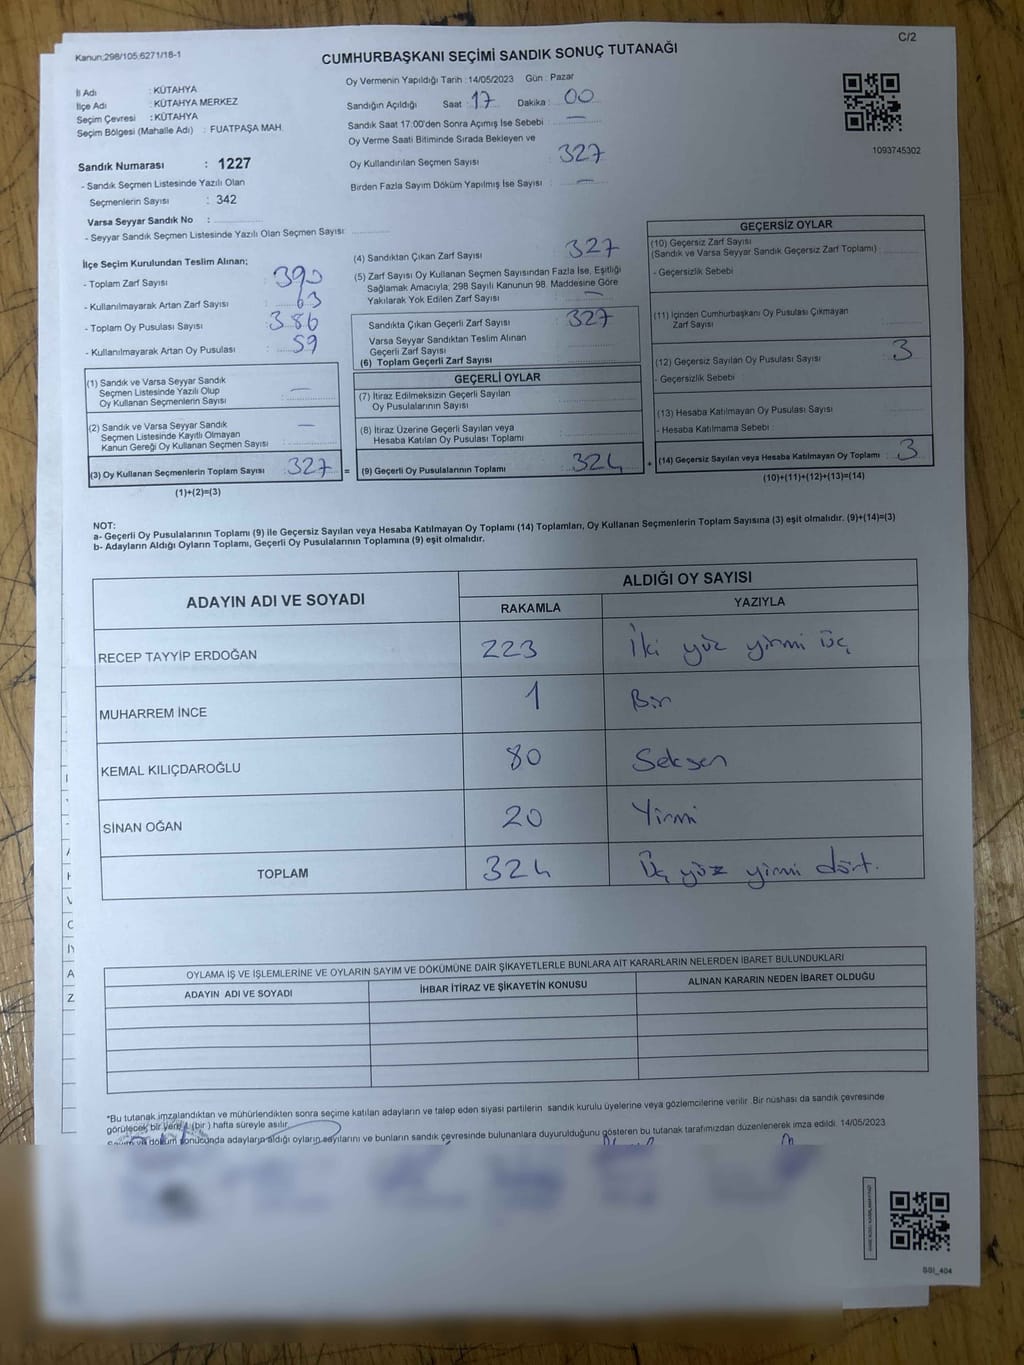 Kanun;298/105;6271/18-1
C/2
CUMHURBAŞKANI SEÇİMİ SANDIK SONUÇ TUTANAĞI
İl Adı : KÜTAHYA
İlçe Adı : KÜTAHYA MERKEZ
Seçim Çevresi : KÜTAHYA
Seçim Bölgesi (Mahalle Adı) : FUATPAŞA MAH.
Oy Vermenin Yapıldığı Tarih : 14/05/2023 Gün : Pazar
Sandığın Açıldığı Saat : 17 Dakika : 00
Sandık Saat 17:00'den Sonra Açımış İse Sebebi : —
Oy Verme Saati Bitiminde Sırada Bekleyen ve
Oy Kullandırılan Seçmen Sayısı : 327
Birden Fazla Sayım Döküm Yapılmış İse Sayısı : —
1093745302
Sandık Numarası : 1227
- Sandık Seçmen Listesinde Yazılı Olan
Seçmenlerin Sayısı : 342
Varsa Seyyar Sandık No :
- Seyyar Sandık Seçmen Listesinde Yazılı Olan Seçmen Sayısı:
İlçe Seçim Kurulundan Teslim Alınan;
- Toplam Zarf Sayısı : 390
- Kullanılmayarak Artan Zarf Sayısı : 63
- Toplam Oy Pusulası Sayısı : 386
- Kullanılmayarak Artan Oy Pusulası : 59
(1) Sandık ve Varsa Seyyar Sandık
Seçmen Listesinde Yazılı Olup
Oy Kullanan Seçmenlerin Sayısı : —
(2) Sandık ve Varsa Seyyar Sandık
Seçmen Listesinde Kayıtlı Olmayan
Kanun Gereği Oy Kullanan Seçmen Sayısı : —
(3) Oy Kullanan Seçmenlerin Toplam Sayısı : 327 =
(1)+(2)=(3)
(4) Sandıktan Çıkan Zarf Sayısı : 327
(5) Zarf Sayısı Oy Kullanan Seçmen Sayısından Fazla İse, Eşitliği
Sağlamak Amacıyla; 298 Sayılı Kanunun 98. Maddesine Göre
Yakılarak Yok Edilen Zarf Sayısı : —
Sandıkta Çıkan Geçerli Zarf Sayısı : 327
Varsa Seyyar Sandıktan Teslim Alınan
Geçerli Zarf Sayısı :
(6) Toplam Geçerli Zarf Sayısı :
GEÇERLİ OYLAR
(7) İtiraz Edilmeksizin Geçerli Sayılan
Oy Pusulalarının Sayısı :
(8) İtiraz Üzerine Geçerli Sayılan veya
Hesaba Katılan Oy Pusulası Toplamı :
(9) Geçerli Oy Pusulalarının Toplamı : 324 +
GEÇERSİZ OYLAR
(10) Geçersiz Zarf Sayısı
(Sandık ve Varsa Seyyar Sandık Geçersiz Zarf Toplamı) :
- Geçersizlik Sebebi
(11) İçinden Cumhurbaşkanı Oy Pusulası Çıkmayan
Zarf Sayısı :
(12) Geçersiz Sayılan Oy Pusulası Sayısı : 3
- Geçersizlik Sebebi :
(13) Hesaba Katılmayan Oy Pusulası Sayısı :
- Hesaba Katılmama Sebebi :
(14) Geçersiz Sayılan veya Hesaba Katılmayan Oy Toplamı : 3
(10)+(11)+(12)+(13)=(14)
NOT:
a- Geçerli Oy Pusulalarının Toplamı (9) ile Geçersiz Sayılan veya Hesaba Katılmayan Oy Toplamı (14) Toplamları, Oy Kullanan Seçmenlerin Toplam Sayısına (3) eşit olmalıdır. (9)+(14)=(3)
b- Adayların Aldığı Oyların Toplamı, Geçerli Oy Pusulalarının Toplamına (9) eşit olmalıdır.
ADAYIN ADI VE SOYADI ALDIĞI OY SAYISI
RAKAMLA YAZIYLA
RECEP TAYYİP ERDOĞAN 223 İki yüz yirmi üç
MUHARREM İNCE 1 Bir
KEMAL KILIÇDAROĞLU 80 Seksen
SİNAN OĞAN 20 Yirmi
TOPLAM 324 Üç yüz yirmi dört.
OYLAMA İŞ VE İŞLEMLERİNE VE OYLARIN SAYIM VE DÖKÜMÜNE DAİR ŞİKAYETLERLE BUNLARA AİT KARARLARIN NELERDEN İBARET BULUNDUKLARI
ADAYIN ADI VE SOYADI İHBAR İTİRAZ VE ŞİKAYETİN KONUSU ALINAN KARARIN NEDEN İBARET OLDUĞU
*Bu tutanak imzalandıktan ve mühürlendikten sonra seçime katılan adayların ve talep eden siyasi partilerin sandık kurulu üyelerine veya gözlemcilerine verilir. Bir nüshası da sandık çevresinde
görülecek bir yere 1 (bir) hafta süreyle asılır.
ve döküm sonucunda adayların aldığı oyların sayılarını ve bunların sandık çevresinde bulunanlara duyurulduğunu gösteren bu tutanak tarafımızdan düzenlenerek imza edildi. 14/05/2023
SSI_404